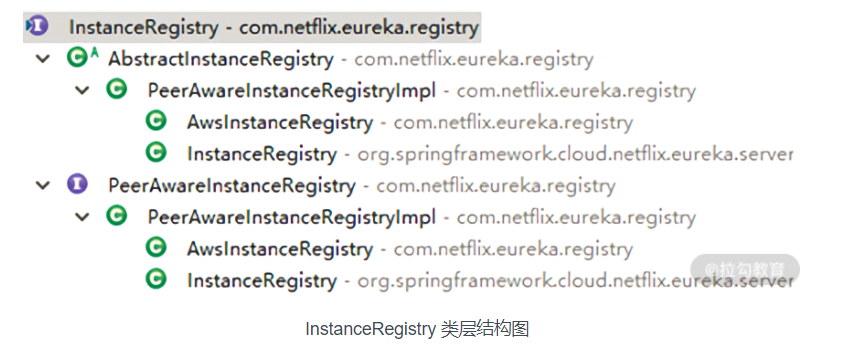 InstanceRegistry - com.netflix.eureka.registry
AbstractInstanceRegistry - com.netflix.eureka.registry
PeerAwareInstanceRegistryImpl - com.netflix.eureka.registry
AwsInstanceRegistry - com.netflix.eureka.registry
InstanceRegistry - org.springframework.cloud.netflix.eureka.server
PeerAwareInstanceRegistry - com.netflix.eureka.registry
PeerAwareInstanceRegistryImpl - com.netflix.eureka.registry
AwsInstanceRegistry - com.netflix.eureka.registry
@拉勾教育
InstanceRegistry - org.springframework.cloud.netflix.eureka.server
InstanceRegistry 类层结构图